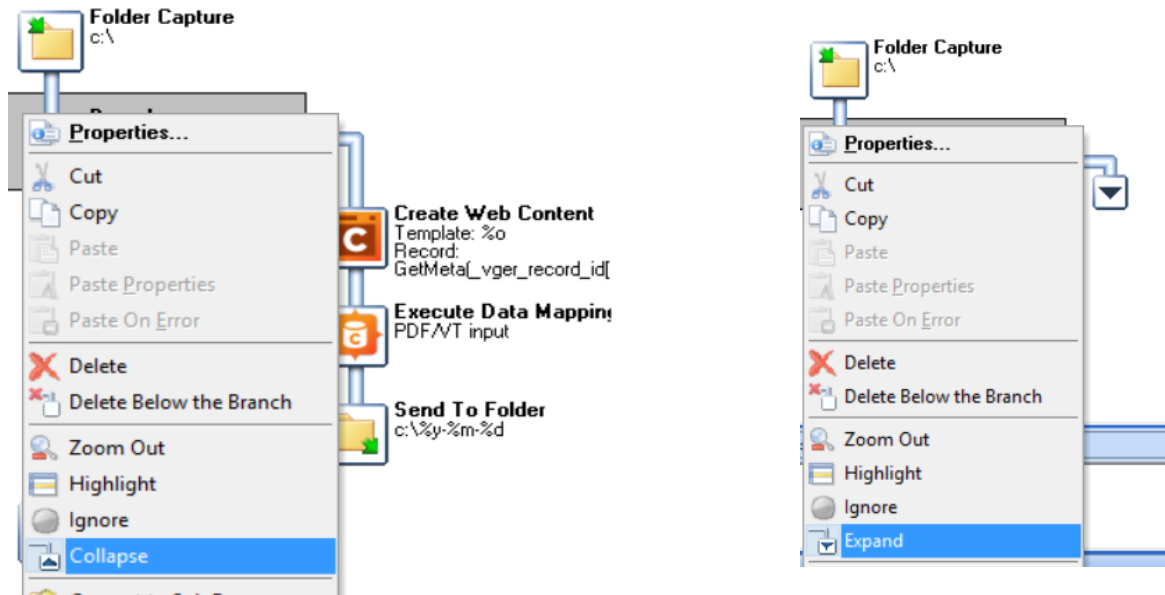 Folder Capture
c:\
Properties...
Cut
Copy
Paste
Paste Properties
Paste On Error
Delete
Delete Below the Branch
Zoom Out
Highlight
Ignore
Collapse
Create Web Content
Template: %o
Record:
GetMeta(_vger_record_id[
Execute Data Mapping
PDF/VT input
Send To Folder
c:\%y-%m-%d
Folder Capture
c:\
Properties...
Cut
Copy
Paste
Paste Properties
Paste On Error
Delete
Delete Below the Branch
Zoom Out
Highlight
Ignore
Expand